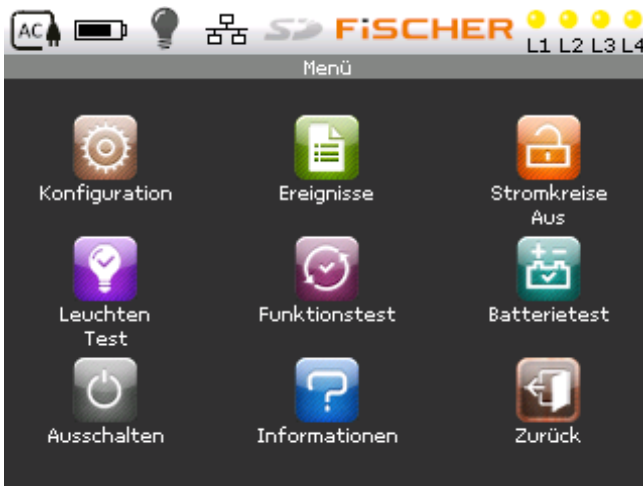 AC SD FiSCHER L1 L2 L3 L4
Menü
Konfiguration Ereignisse Stromkreise
Aus
Leuchten Funktionstest Batterietest
Test
Ausschalten Informationen Zurück